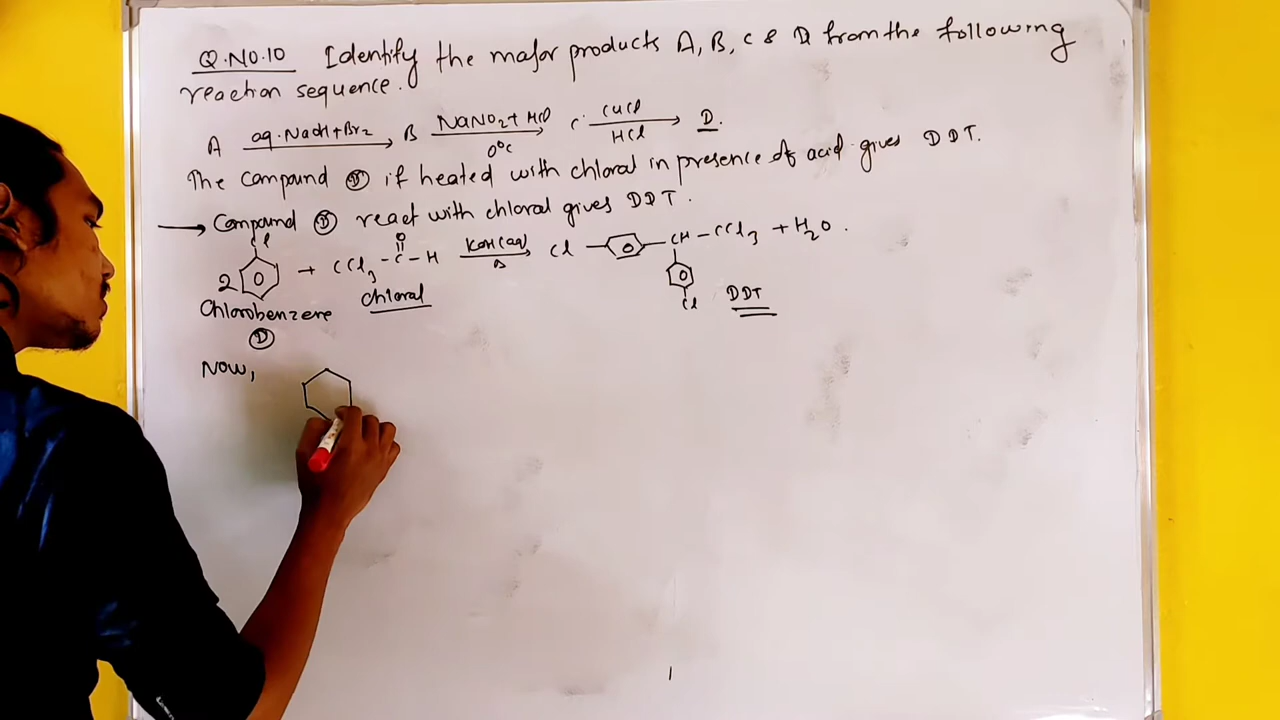 Q.NO.10 Identify the major products A, B, C & D from the following
reaction sequence.
A aq.NaOH+Br2 B NaNO2+HCl 0°C C CuCl HCl D.
The compound D if heated with chloral in presence of acid gives DDT.
Compound D react with chloral gives DDT.
2 Cl + CCl3-C-H O KOH(aq) Δ Cl CH-CCl3 + H2O.
Cl
Chlorobenzene chloral DDT
D
Now,